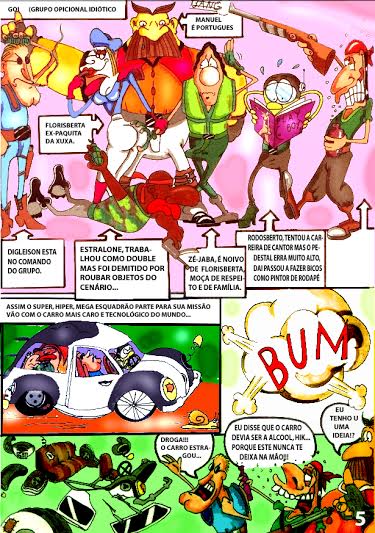 GOI (GRUPO OPICIONAL IDIÓTICO
MANUEL
É PORTUGUES
FLORISBERTA
EX-PAQUITA
DA XUXA.
DIGLEISON ESTA
NO COMANDO
DO GRUPO.
ESTRALONE, TRABA-
LHOU COMO DOUBLE
MAS FOI DEMITIDO POR
ROUBAR OBJETOS DO
CENÁRIO...
ZÉ-JABA, É NOIVO
DE FLORISBERTA,
MOÇA DE RESPEI-
TO E DE FAMÍLIA.
RODOSBERTO, TENTOU A CAR-
REIRA DE CANTOR MAS O PE-
DESTAL ERRA MUITO ALTO,
DAI PASSOU A FAZER BICOS
COMO PINTOR DE RODAPÉ
ASSIM O SUPER, HIPER, MEGA ESQUADRÃO PARTE PARA SUA MISSÃO
VÃO COM O CARRO MAIS CARO E TECNOLÓGICO DO MUNDO...
BUM
DROGA!!!
O CARRO ESTRA-
GOU...
EU DISSE QUE O CARRO
DEVIA SER A ALCOOL, HIK...
PORQUE ESTE NUNCA TE
DEIXA NA MÃO!!
EU
TENHO U
UMA
IDEIA!?
5